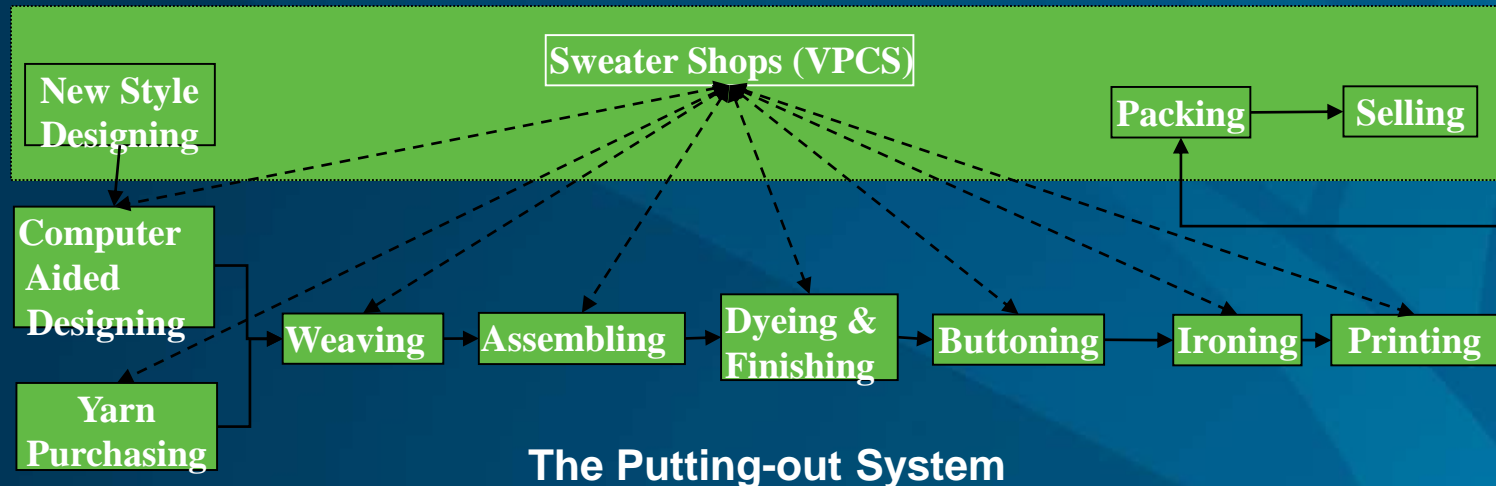 Sweater Shops (VPCS)
New Style
Designing
Packing
Selling
Computer
Aided
Designing
Weaving
Assembling
Dyeing &
Finishing
Buttoning
Ironing
Printing
Yarn
Purchasing
The Putting-out System